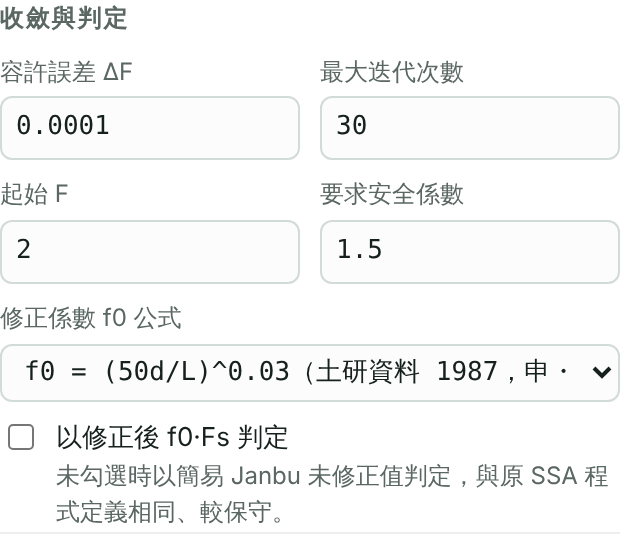 收斂與判定
容許誤差 ΔF
最大迭代次數
0.0001
30
起始 F
要求安全係數
2
1.5
修正係數 f0 公式
f0 = (50d/L)^0.03（土研資料 1987，申・
以修正後 f0·Fs 判定
未勾選時以簡易 Janbu 未修正值判定，與原 SSA 程
式定義相同、較保守。